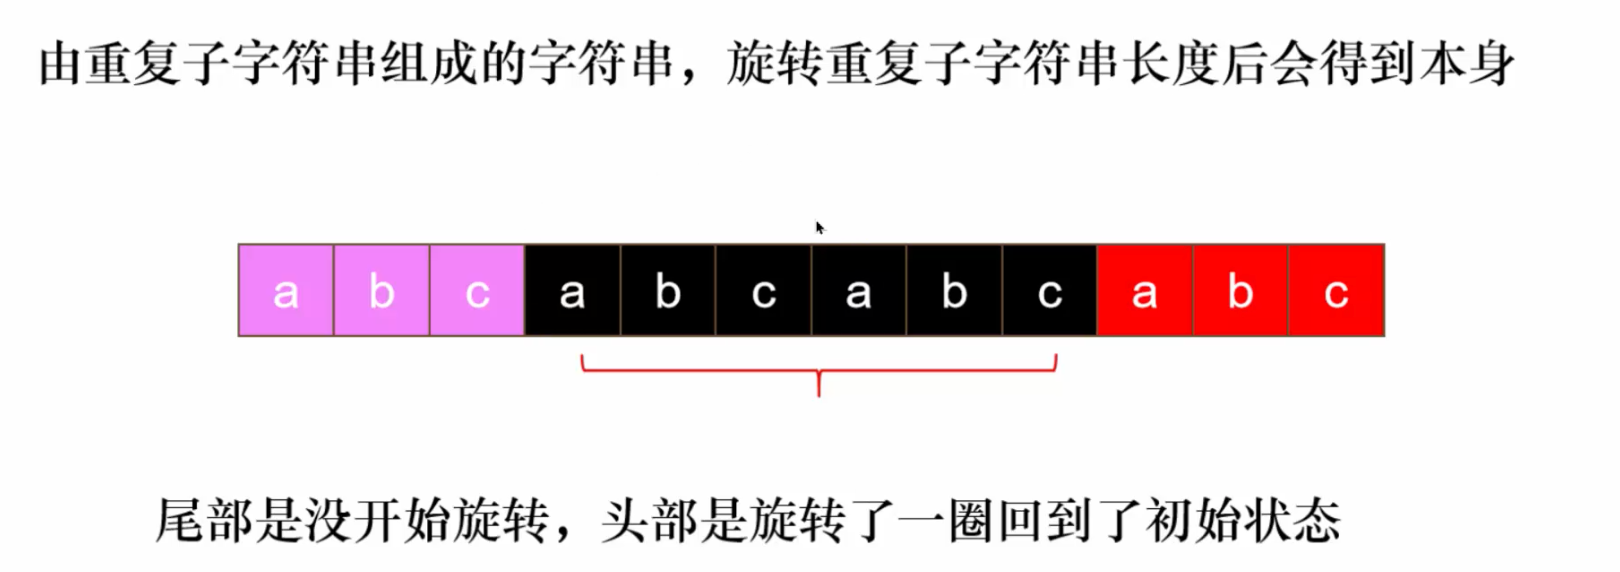 由重复子字符串组成的字符串，旋转重复子字符串长度后会得到本身
a b c a b c a b c a b c
尾部是没开始旋转，头部是旋转了一圈回到了初始状态